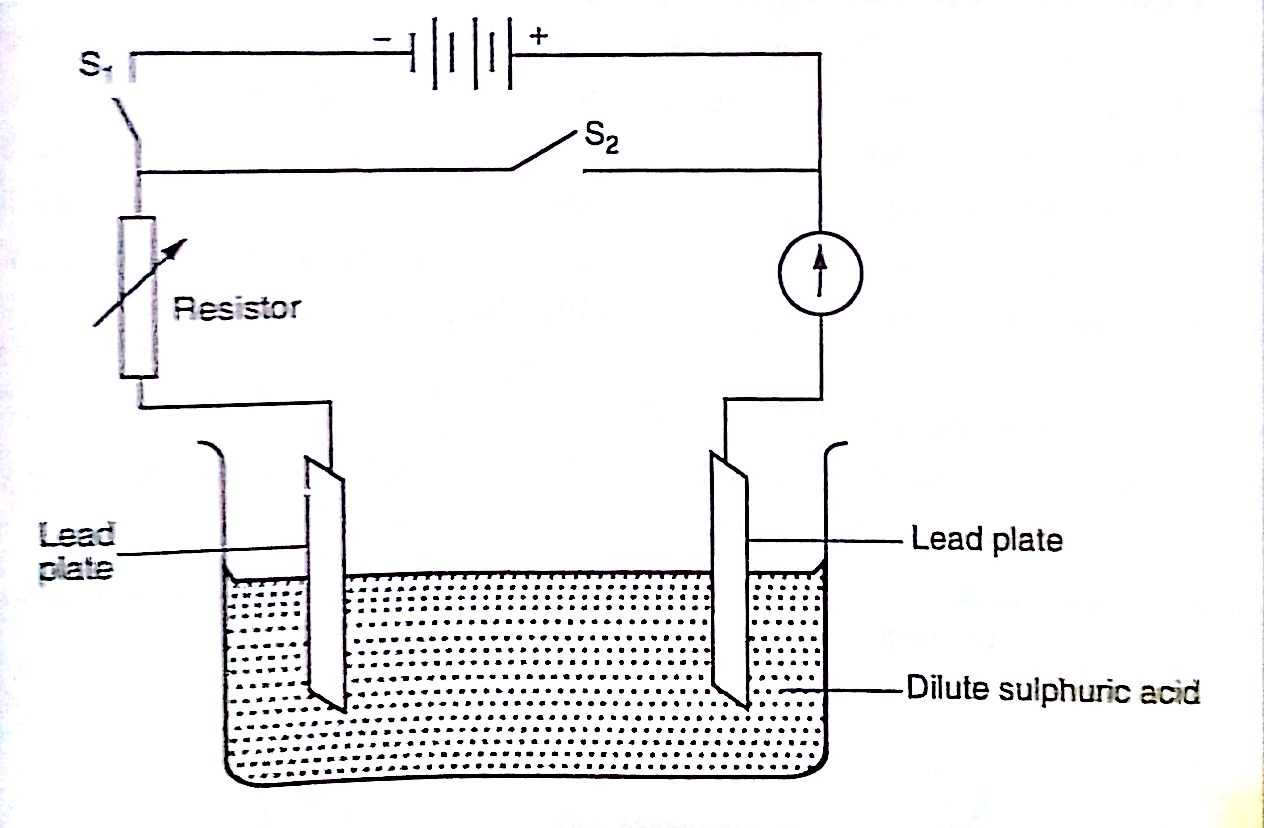 − +
S₁
S₂
Resistor
Lead
plate
Lead plate
Dilute sulphuric acid